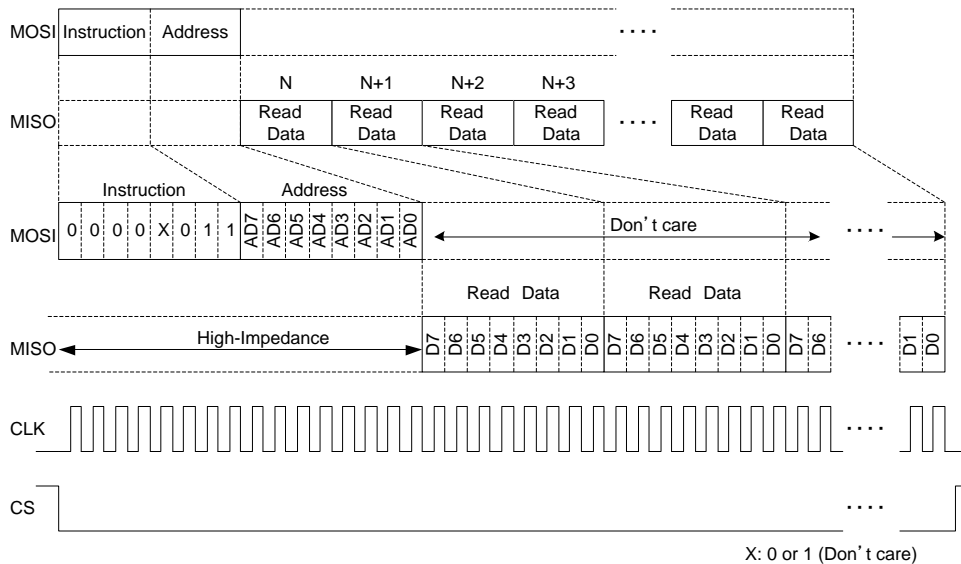 MOSI Instruction Address ····
N N+1 N+2 N+3
MISO Read Data Read Data Read Data Read Data ···· Read Data Read Data
Instruction Address
MOSI 0 0 0 0 X 0 1 1 AD7 AD6 AD5 AD4 AD3 AD2 AD1 AD0 Don't care ····
Read Data Read Data
MISO High-Impedance D7 D6 D5 D4 D3 D2 D1 D0 D7 D6 D5 D4 D3 D2 D1 D0 D7 D6 ···· D1 D0
CLK ····
CS ····
X: 0 or 1 (Don't care)